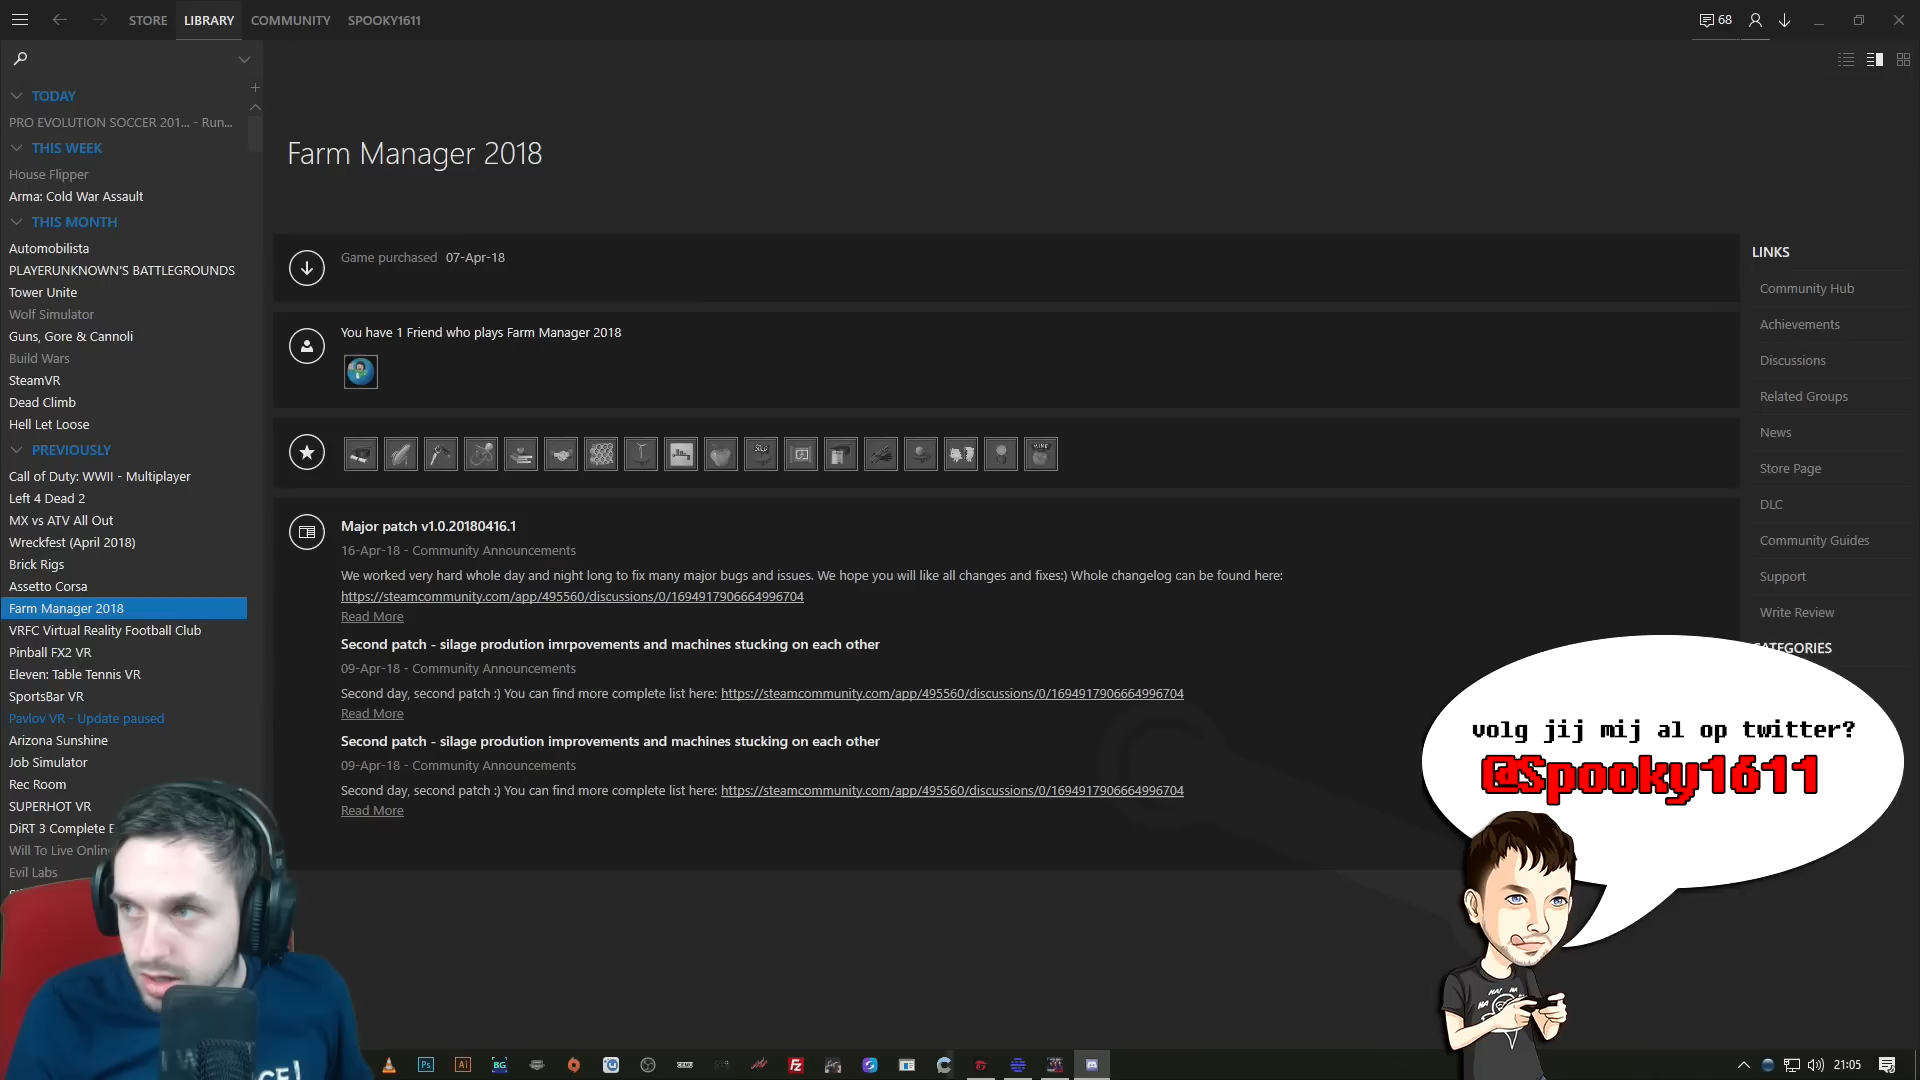 STORE LIBRARY COMMUNITY SPOOKY1611
68
TODAY
PRO EVOLUTION SOCCER 201... - Run...
THIS WEEK
House Flipper
Arma: Cold War Assault
THIS MONTH
Automobilista
PLAYERUNKNOWN'S BATTLEGROUNDS
Tower Unite
Wolf Simulator
Guns, Gore & Cannoli
Build Wars
SteamVR
Dead Climb
Hell Let Loose
PREVIOUSLY
Call of Duty: WWII - Multiplayer
Left 4 Dead 2
MX vs ATV All Out
Wreckfest (April 2018)
Brick Rigs
Assetto Corsa
Farm Manager 2018
VRFC Virtual Reality Football Club
Pinball FX2 VR
Eleven: Table Tennis VR
SportsBar VR
Pavlov VR - Update paused
Arizona Sunshine
Job Simulator
Rec Room
SUPERHOT VR
DiRT 3 Complete E
Will To Live Onlin
Evil Labs
Farm Manager 2018
Game purchased 07-Apr-18
You have 1 Friend who plays Farm Manager 2018
Major patch v1.0.20180416.1
16-Apr-18 - Community Announcements
We worked very hard whole day and night long to fix many major bugs and issues. We hope you will like all changes and fixes:) Whole changelog can be found here:
https://steamcommunity.com/app/495560/discussions/0/1694917906664996704
Read More
Second patch - silage prodution imrpovements and machines stucking on each other
09-Apr-18 - Community Announcements
Second day, second patch :) You can find more complete list here: https://steamcommunity.com/app/495560/discussions/0/1694917906664996704
Read More
Second patch - silage prodution improvements and machines stucking on each other
09-Apr-18 - Community Announcements
Second day, second patch :) You can find more complete list here: https://steamcommunity.com/app/495560/discussions/0/1694917906664996704
Read More
LINKS
Community Hub
Achievements
Discussions
Related Groups
News
Store Page
DLC
Community Guides
Support
Write Review
CATEGORIES
volg jij mij al op twitter?
@Spooky1611
Ps
Ai
BG
FZ
21:05